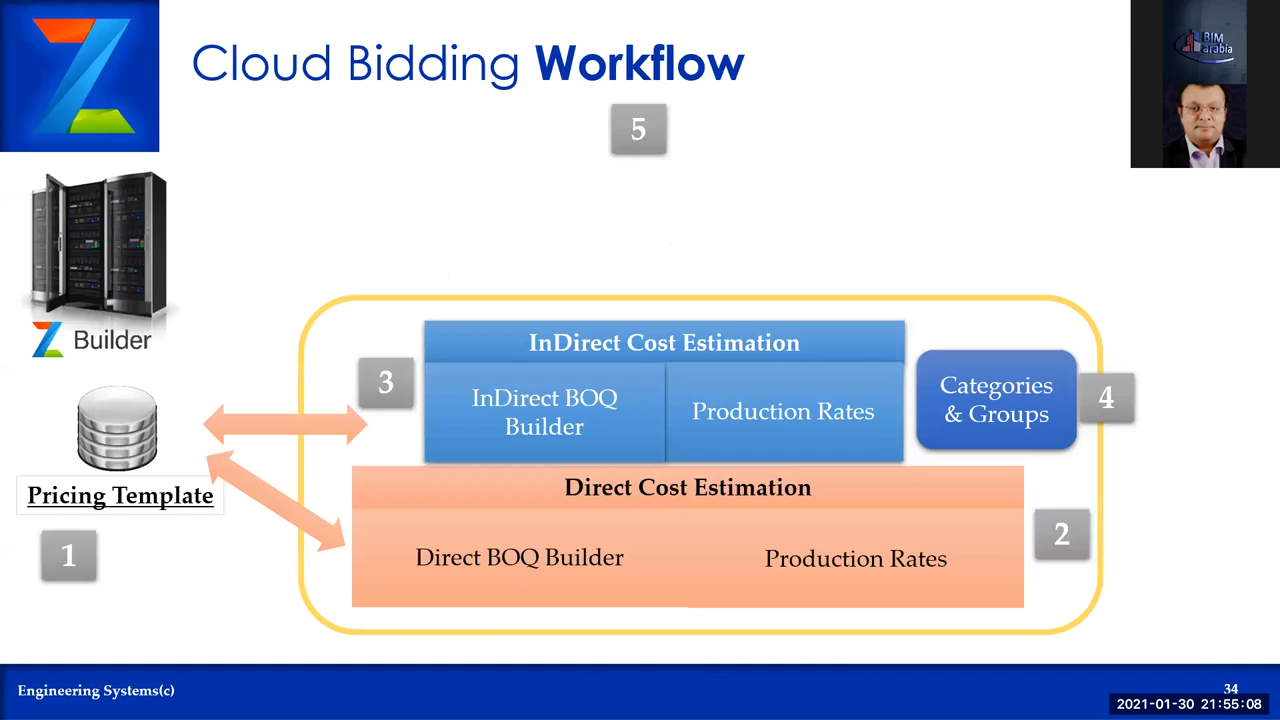 Cloud Bidding Workflow
BIM
arabia
5
Builder
InDirect Cost Estimation
3
InDirect BOQ
Builder
Production Rates
Categories
& Groups
4
Pricing Template
Direct Cost Estimation
2
1
Direct BOQ Builder
Production Rates
Engineering Systems(c)
34
2021-01-30 21:55:08